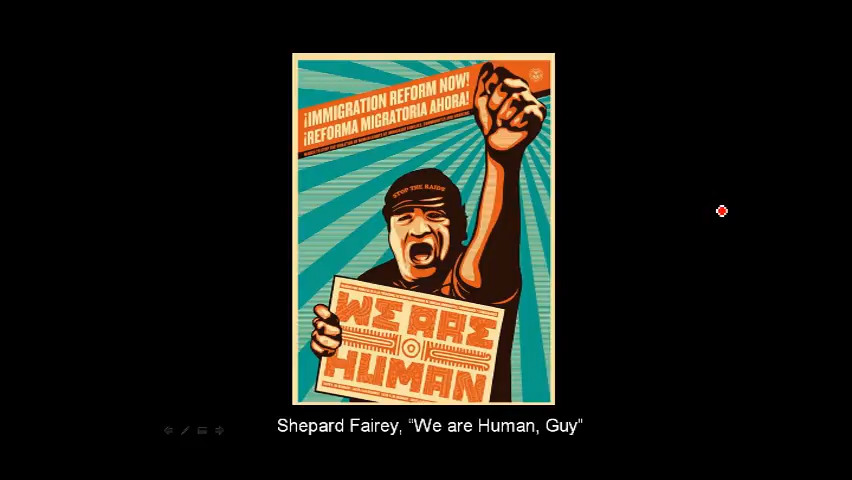 ¡IMMIGRATION REFORM NOW!
¡REFORMA MIGRATORIA AHORA!
STOP THE RAIDS
WE ARE
HUMAN
Shepard Fairey, “We are Human, Guy”